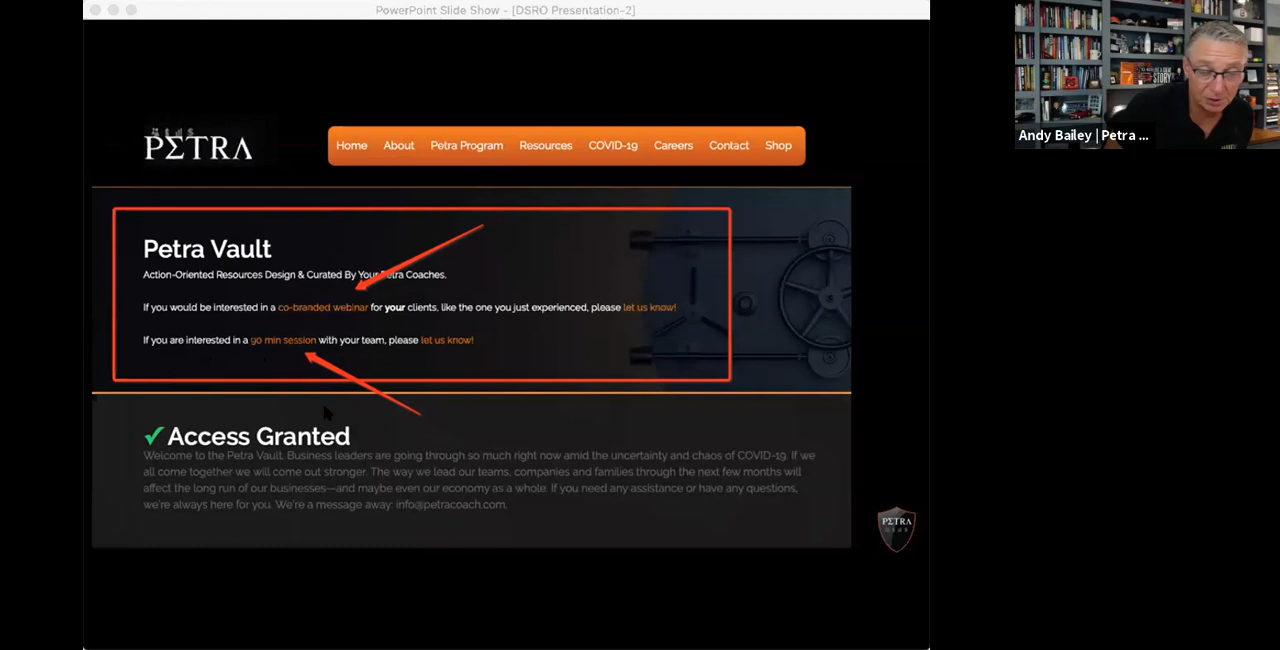 PowerPoint Slide Show - [DSRO Presentation-2]
PETRA
Home About Petra Program Resources COVID-19 Careers Contact Shop
Petra Vault
Action-Oriented Resources Design & Curated By Your Petra Coaches.
If you would be interested in a co-branded webinar for your clients, like the one you just experienced, please let us know!
If you are interested in a 90 min session with your team, please let us know!
✓ Access Granted
Welcome to the Petra Vault. Business leaders are going through so much right now amid the uncertainty and chaos of COVID-19. If we
all come together we will come out stronger. The way we lead our teams, companies and families through the next few months will
affect the long run of our businesses—and maybe even our economy as a whole. If you need any assistance or have any questions,
we're always here for you. We're a message away: info@petracoach.com.
PETRA
STORY
Andy Bailey | Petra ...